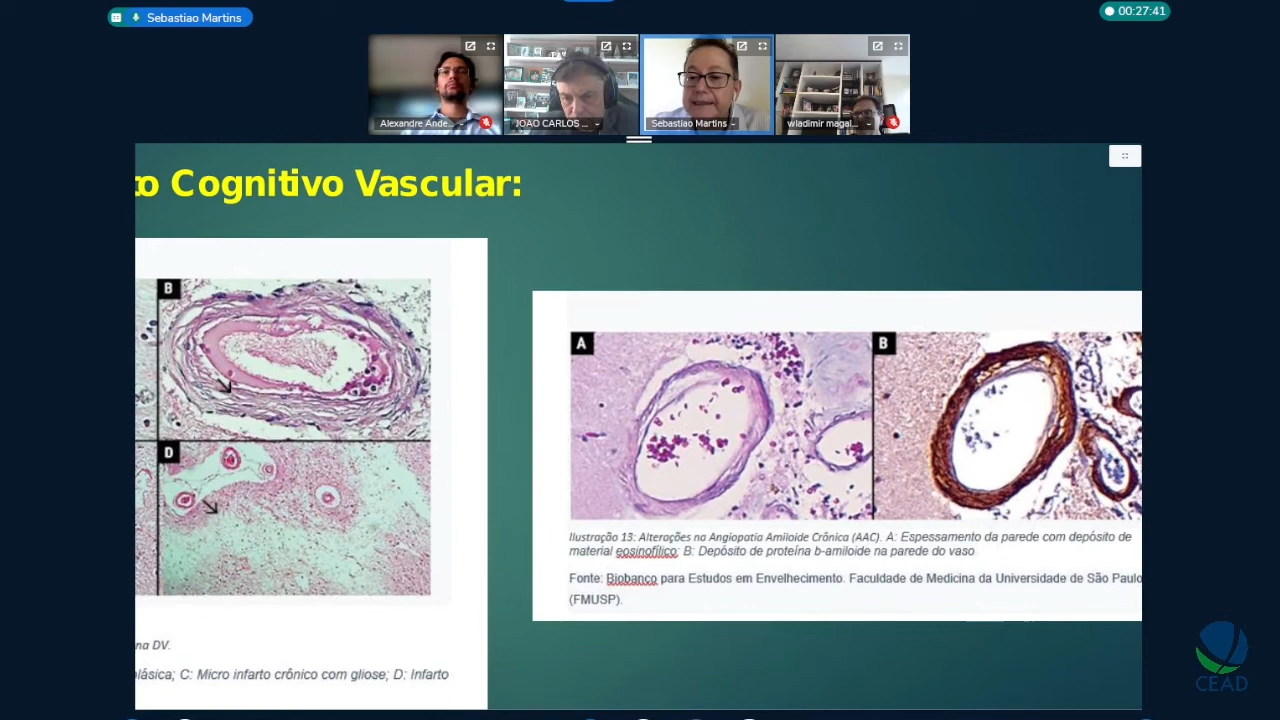 Sebastiao Martins
00:27:41
Alexandre Ande...
JOAO CARLOS ...
Sebastiao Martins
wladimir magal...
to Cognitivo Vascular:
B
D
A
B
Ilustração 13: Alterações na Angiopatia Amiloide Crônica (AAC). A: Espessamento da parede com depósito de
material eosinofílico; B: Depósito de proteína b-amiloide na parede do vaso
Fonte: Biobanco para Estudos em Envelhecimento. Faculdade de Medicina da Universidade de São Paulo
(FMUSP).
na DV.
lásica; C: Micro infarto crônico com gliose; D: Infarto
CEAD